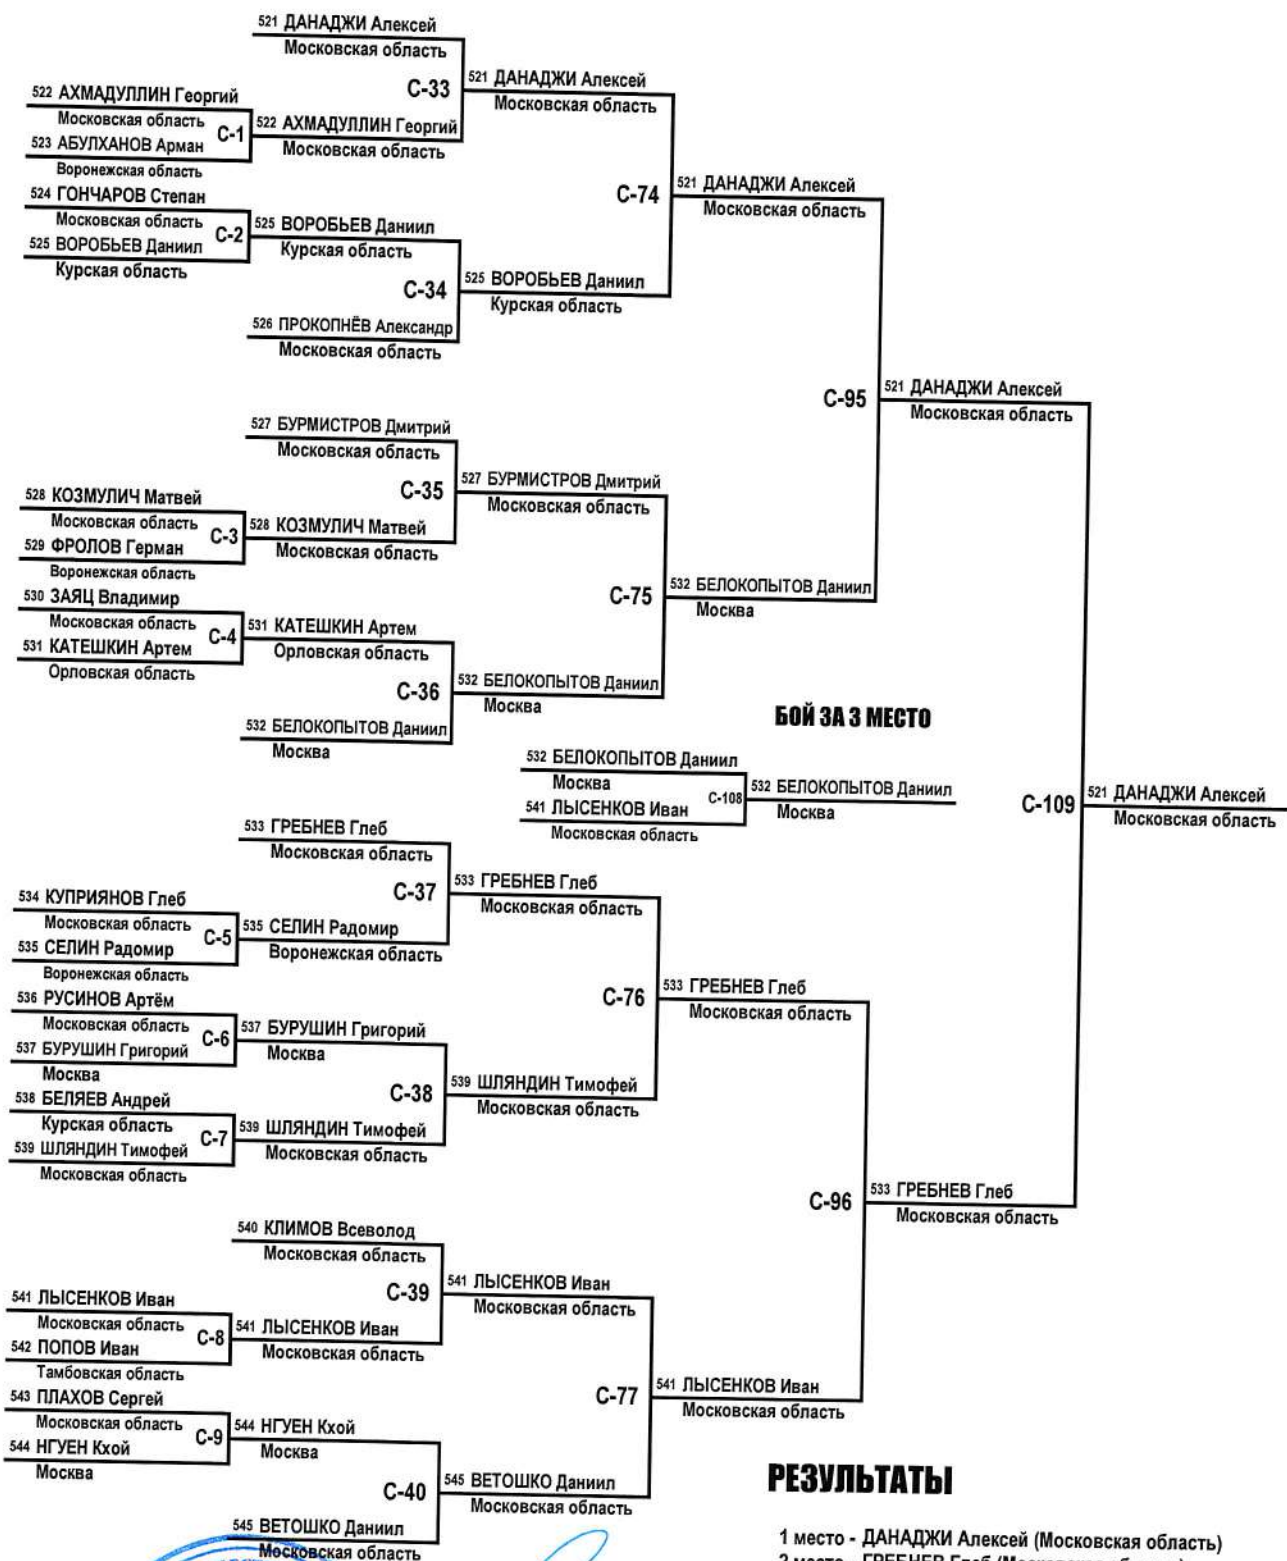 521 ДАНАДЖИ Алексей
Московская область
С-33
522 АХМАДУЛЛИН Георгий
Московская область
С-1
523 АБУЛХАНОВ Арман
Воронежская область
522 АХМАДУЛЛИН Георгий
Московская область
521 ДАНАДЖИ Алексей
Московская область
524 ГОНЧАРОВ Степан
Московская область
С-2
525 ВОРОБЬЕВ Даниил
Курская область
525 ВОРОБЬЕВ Даниил
Курская область
С-34
526 ПРОКОПНЁВ Александр
Московская область
525 ВОРОБЬЕВ Даниил
Курская область
С-74
521 ДАНАДЖИ Алексей
Московская область
527 БУРМИСТРОВ Дмитрий
Московская область
С-35
528 КОЗМУЛИЧ Матвей
Московская область
С-3
529 ФРОЛОВ Герман
Воронежская область
528 КОЗМУЛИЧ Матвей
Московская область
527 БУРМИСТРОВ Дмитрий
Московская область
530 ЗАЯЦ Владимир
Московская область
С-4
531 КАТЕШКИН Артем
Орловская область
531 КАТЕШКИН Артем
Орловская область
С-36
532 БЕЛОКОПЫТОВ Даниил
Москва
532 БЕЛОКОПЫТОВ Даниил
Москва
С-75
532 БЕЛОКОПЫТОВ Даниил
Москва
С-95
521 ДАНАДЖИ Алексей
Московская область
БОЙ ЗА 3 МЕСТО
532 БЕЛОКОПЫТОВ Даниил
Москва
С-108
541 ЛЫСЕНКОВ Иван
Московская область
532 БЕЛОКОПЫТОВ Даниил
Москва
С-109
521 ДАНАДЖИ Алексей
Московская область
533 ГРЕБНЕВ Глеб
Московская область
С-37
534 КУПРИЯНОВ Глеб
Московская область
С-5
535 СЕЛИН Радомир
Воронежская область
535 СЕЛИН Радомир
Воронежская область
533 ГРЕБНЕВ Глеб
Московская область
536 РУСИНОВ Артём
Московская область
С-6
537 БУРУШИН Григорий
Москва
537 БУРУШИН Григорий
Москва
С-38
538 БЕЛЯЕВ Андрей
Курская область
С-7
539 ШЛЯНДИН Тимофей
Московская область
539 ШЛЯНДИН Тимофей
Московская область
539 ШЛЯНДИН Тимофей
Московская область
С-76
533 ГРЕБНЕВ Глеб
Московская область
С-96
533 ГРЕБНЕВ Глеб
Московская область
540 КЛИМОВ Всеволод
Московская область
С-39
541 ЛЫСЕНКОВ Иван
Московская область
С-8
542 ПОПОВ Иван
Тамбовская область
541 ЛЫСЕНКОВ Иван
Московская область
541 ЛЫСЕНКОВ Иван
Московская область
543 ПЛАХОВ Сергей
Московская область
С-9
544 НГУЕН Кхой
Москва
544 НГУЕН Кхой
Москва
С-40
545 ВЕТОШКО Даниил
Московская область
545 ВЕТОШКО Даниил
Московская область
С-77
541 ЛЫСЕНКОВ Иван
Московская область
РЕЗУЛЬТАТЫ
1 место - ДАНАДЖИ Алексей (Московская область)
2 место - ГРЕБНЕВ Глеб (Московская область)